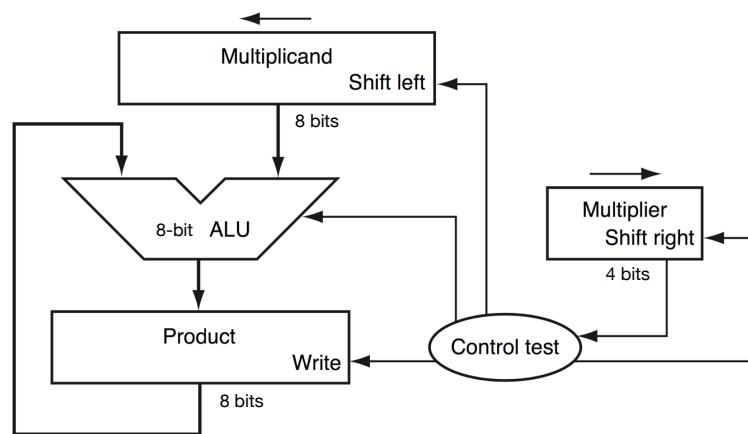 Multiplicand
Shift left
8 bits
8-bit ALU
Multiplier
Shift right
4 bits
Product
Write
Control test
8 bits